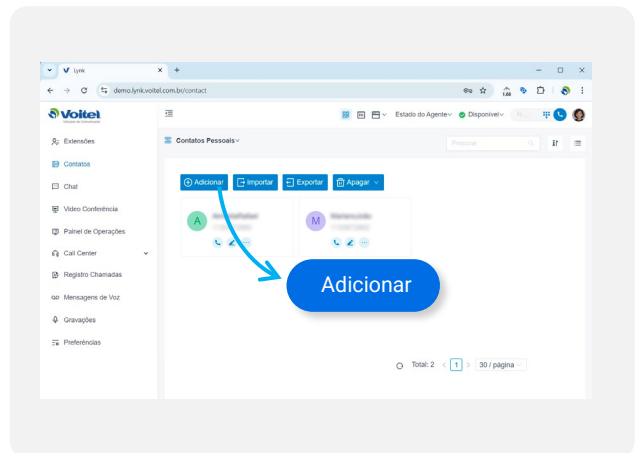 Lynk
demo.lynk.voitel.com.br/contact
Voitel
Estado do Agente
Disponível
Extensões
Contatos Pessoais
Pesquisar
Contatos
Adicionar
Importar
Exportar
Apagar
Chat
Vídeo Conferência
A
M
Painel de Operações
Call Center
Registro Chamadas
Adicionar
Mensagens de Voz
Gravações
Preferências
Total: 2
1
30 / página